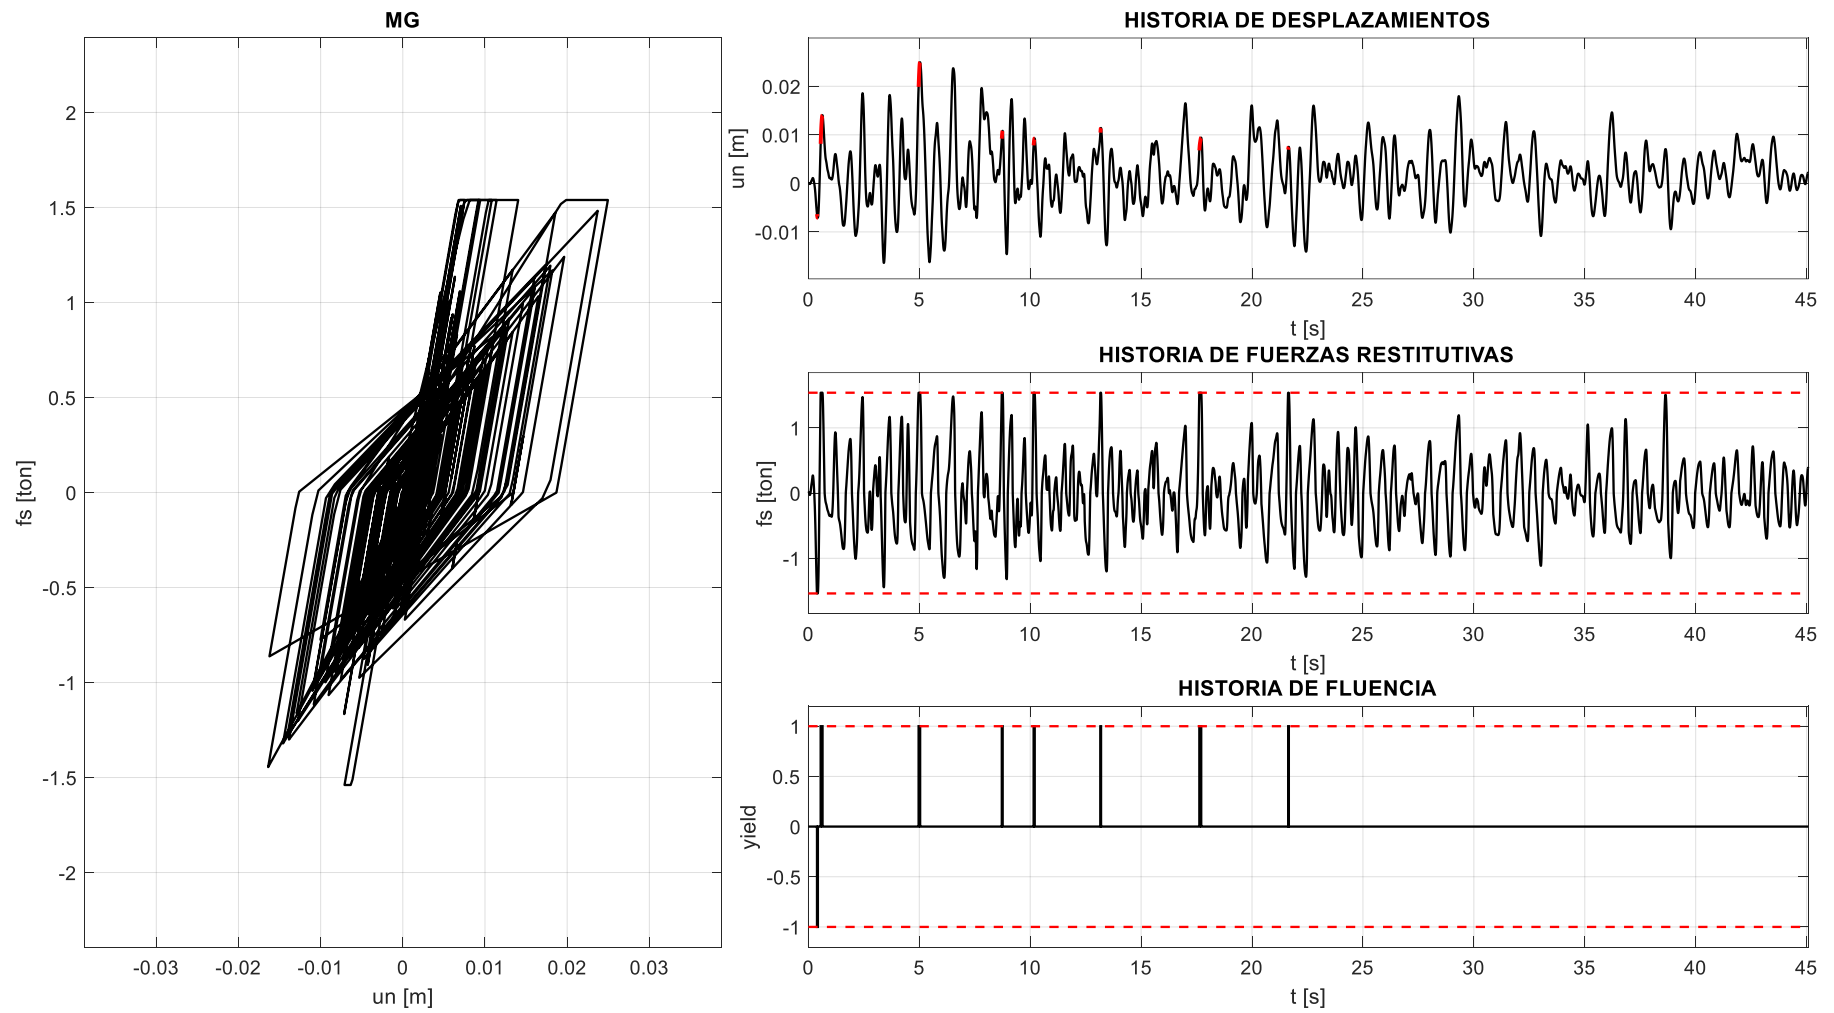 MG
2
1.5
1
0.5
0
-0.5
-1
-1.5
-2
fs [ton]
-0.03 -0.02 -0.01 0 0.01 0.02 0.03
un [m]
HISTORIA DE DESPLAZAMIENTOS
0.02
0.01
0
-0.01
un [m]
0 5 10 15 20 25 30 35 40 45
t [s]
HISTORIA DE FUERZAS RESTITUTIVAS
1
0
-1
fs [ton]
0 5 10 15 20 25 30 35 40 45
t [s]
HISTORIA DE FLUENCIA
1
0.5
0
-0.5
-1
yield
0 5 10 15 20 25 30 35 40 45
t [s]